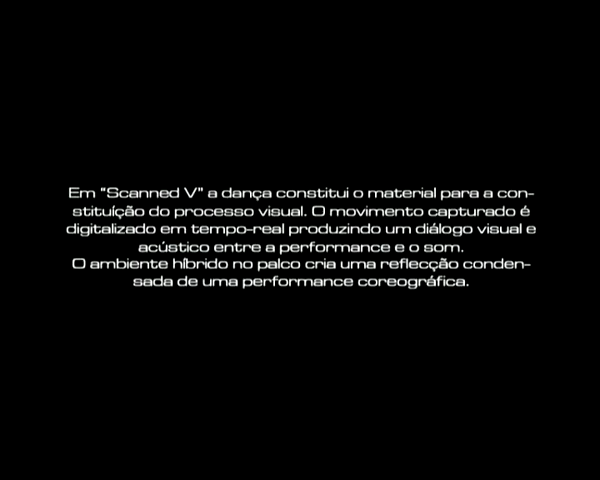 Em "Scanned V" a dança constitui o material para a con-
stituíção do processo visual. O movimento capturado é
digitalizado em tempo-real produzindo um diálogo visual e
acústico entre a performance e o som.
O ambiente híbrido no palco cria uma reflecção conden-
sada de uma performance coreográfica.